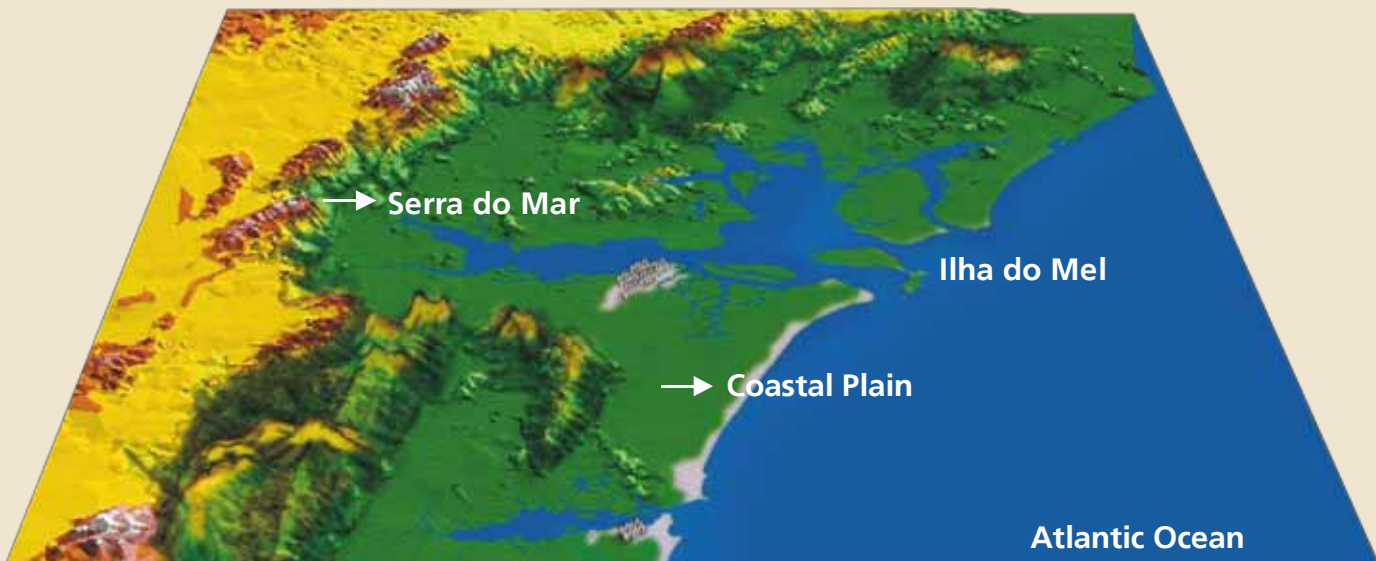 Serra do Mar
Ilha do Mel
Coastal Plain
Atlantic Ocean